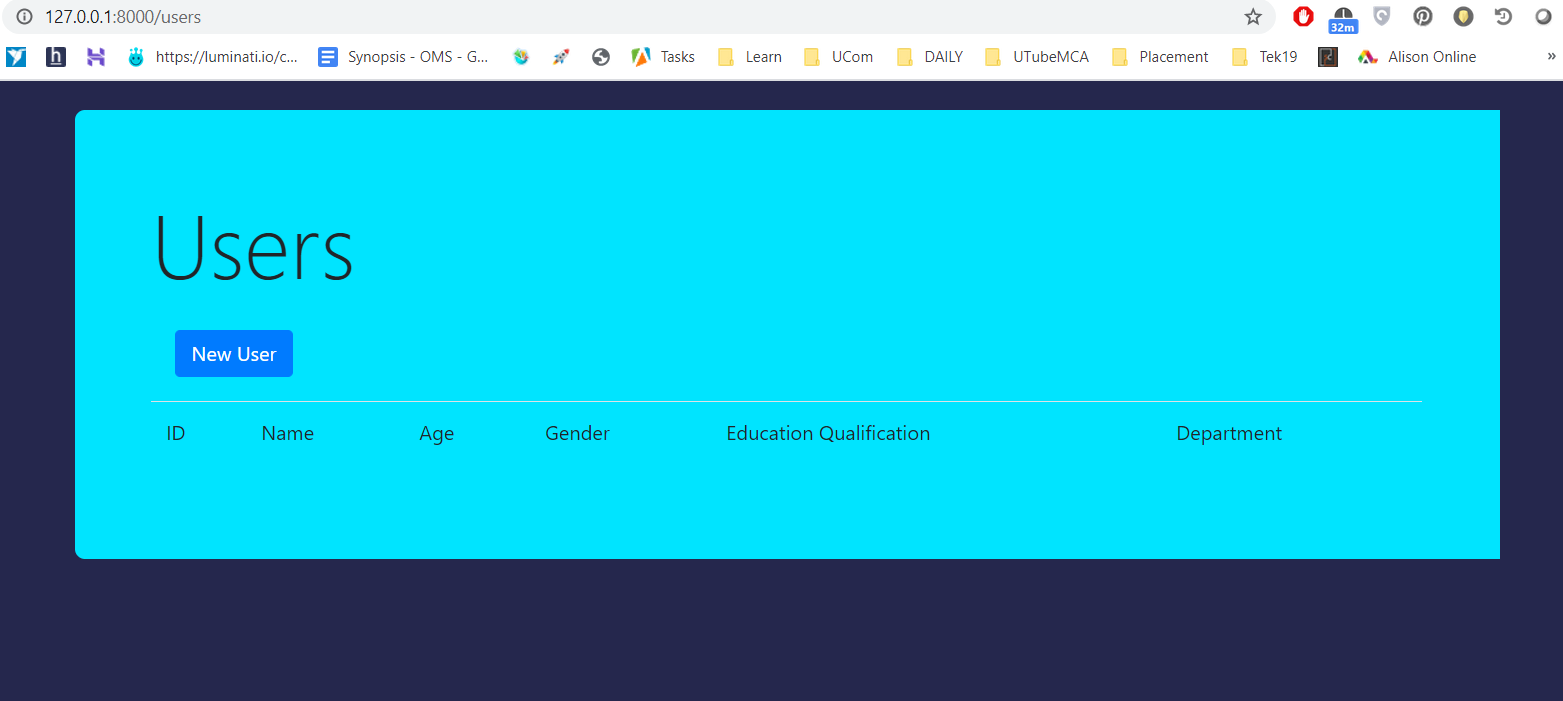 127.0.0.1:8000/users
32m
https://luminati.io/c... Synopsis - OMS - G... Tasks Learn UCom DAILY UTubeMCA Placement Tek19 Alison Online »
Users
New User
ID Name Age Gender Education Qualification Department